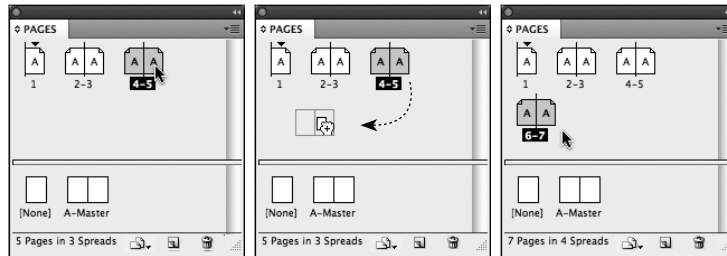 PAGES
A A A A A
1 2-3 4-5
[None] A-Master
5 Pages in 3 Spreads
PAGES
A A A A A
1 2-3 4-5
[None] A-Master
5 Pages in 3 Spreads
PAGES
A A A A A
1 2-3 4-5
A A
6-7
[None] A-Master
7 Pages in 4 Spreads